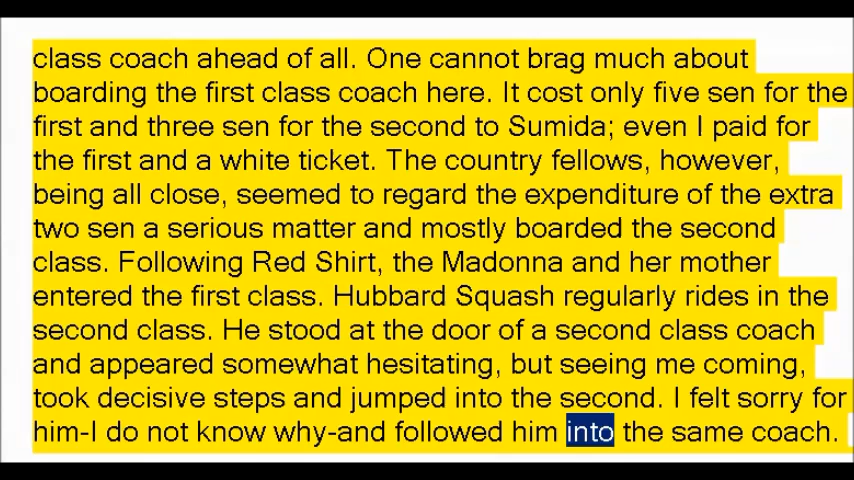 class coach ahead of all. One cannot brag much about
boarding the first class coach here. It cost only five sen for the
first and three sen for the second to Sumida; even I paid for
the first and a white ticket. The country fellows, however,
being all close, seemed to regard the expenditure of the extra
two sen a serious matter and mostly boarded the second
class. Following Red Shirt, the Madonna and her mother
entered the first class. Hubbard Squash regularly rides in the
second class. He stood at the door of a second class coach
and appeared somewhat hesitating, but seeing me coming,
took decisive steps and jumped into the second. I felt sorry for
him-I do not know why-and followed him into the same coach.